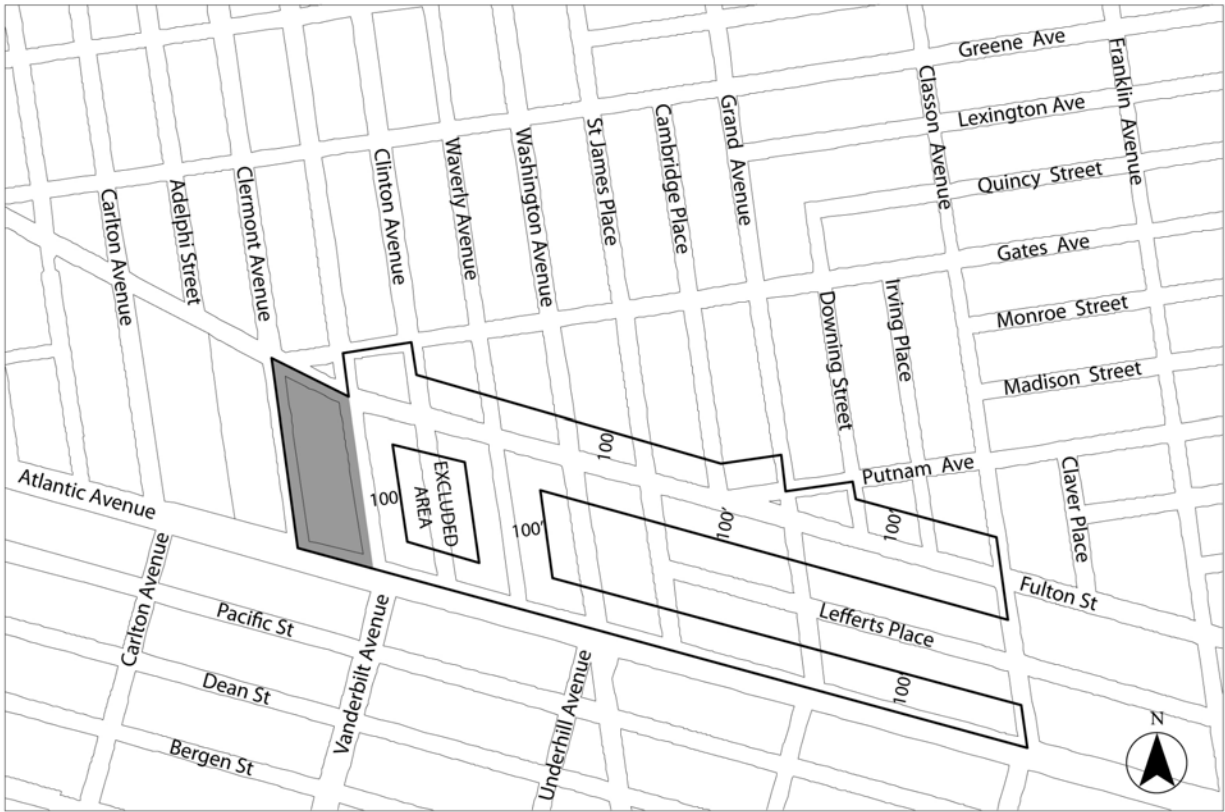 Greene Ave
Lexington Ave
Quincy Street
Gates Ave
Monroe Street
Madison Street
Franklin Avenue
Classon Avenue
Grand Avenue
Cambridge Place
St James Place
Washington Avenue
Waverly Avenue
Clinton Avenue
Clermont Avenue
Adelphi Street
Carlton Avenue
Irving Place
Downing Street
Putnam Ave
Claver Place
Fulton St
Lefferts Place
Atlantic Avenue
Carlton Avenue
Pacific St
Dean St
Bergen St
Vanderbilt Avenue
Underhill Avenue
EXCLUDED
AREA
100
100
100'
100'
100'
100
N